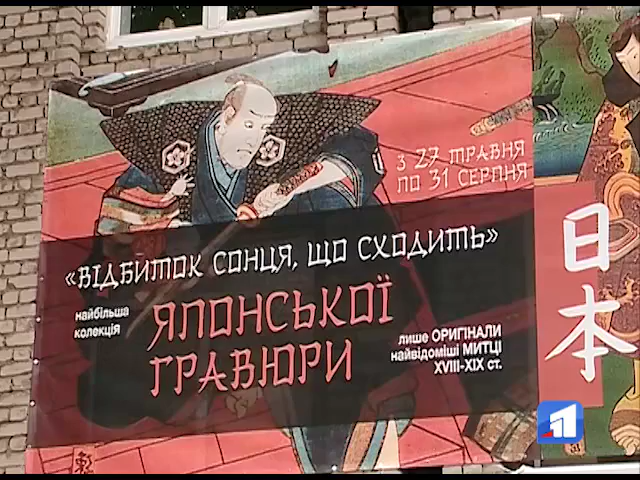 З 27 ТРАВНЯ
ПО 31 СЕРПНЯ
«ВІДБИТОК СОНЦЯ, ЩО СХОДИТЬ»
найбільша
колекція
ЯПОНСЬКОЇ
ГРАВЮРИ
лише ОРИГІНАЛИ
найвідоміші МИТЦІ
XVIII-XIX ст.
日本
1